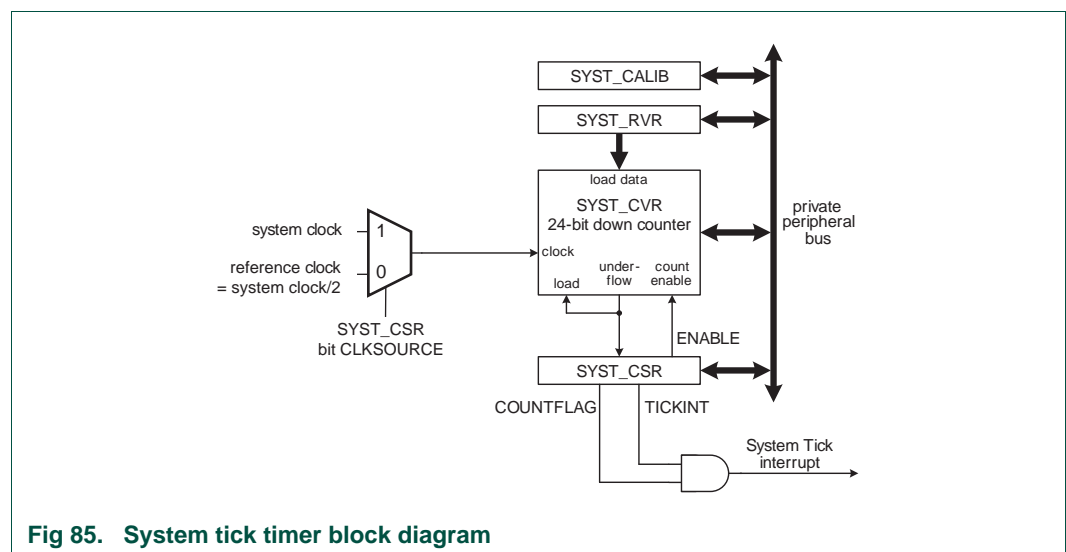 SYST_CALIB
SYST_RVR
load data
SYST_CVR
24-bit down counter
private
peripheral
bus
system clock
1
clock
reference clock
= system clock/2
0
under-
flow
count
enable
load
SYST_CSR
bit CLKSOURCE
ENABLE
SYST_CSR
COUNTFLAG
TICKINT
System Tick
interrupt
Fig 85. System tick timer block diagram